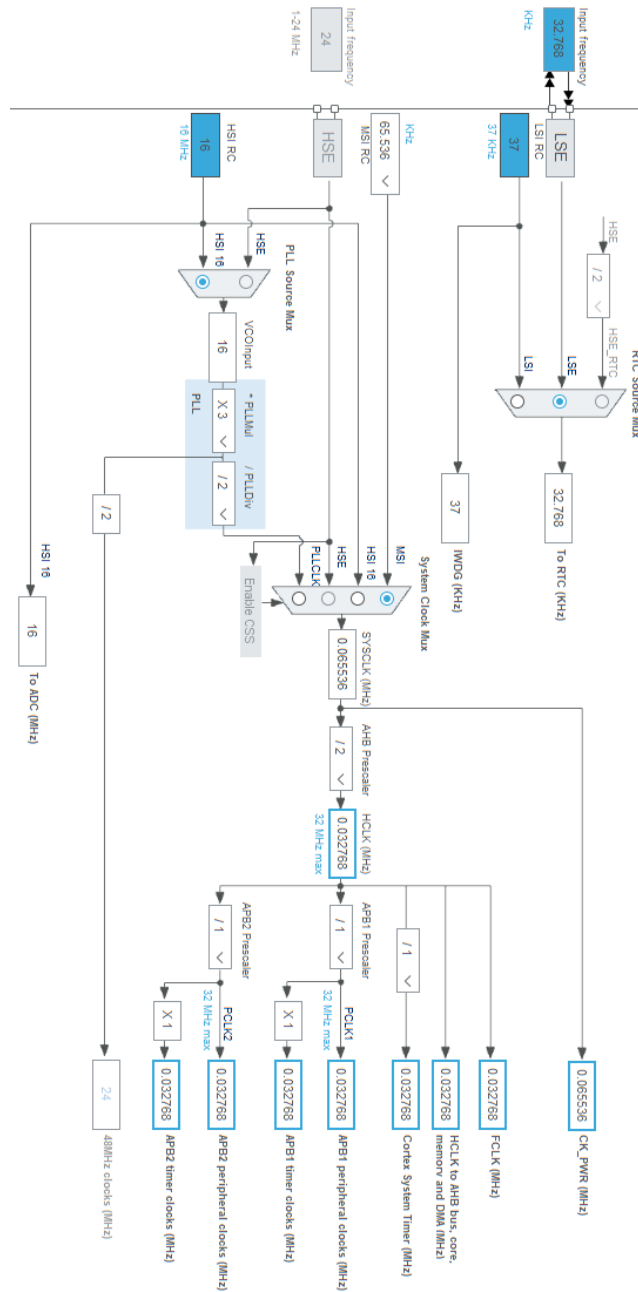 Input frequency
32.768
KHz
LSE
LSI RC
37
37 KHz
HSE
/ 2
HSE_RTC
LSE
LSI
RTC Source Mux
32.768
To RTC (KHz)
37
IWDG (KHz)
KHz
MSI RC
65.536
Input frequency
24
1-24 MHz
HSE
HSI RC
16
16 MHz
PLL Source Mux
HSE
HSI 16
VCOInput
16
* PLLMul
X 3
/ PLLDiv
/ 2
PLL
/ 2
System Clock Mux
MSI
HSI 16
HSE
PLLCLK
Enable CSS
HSI 16
16
To ADC (MHz)
SYSCLK (MHz)
0.065536
AHB Prescaler
/ 2
HCLK (MHz)
0.032768
32 MHz max
0.065536
CK_PWR (MHz)
0.032768
FCLK (MHz)
0.032768
HCLK to AHB bus, core,
memory and DMA (MHz)
/ 1
0.032768
Cortex System Timer (MHz)
APB1 Prescaler
/ 1
PCLK1
32 MHz max
0.032768
APB1 peripheral clocks (MHz)
X 1
0.032768
APB1 timer clocks (MHz)
APB2 Prescaler
/ 1
PCLK2
32 MHz max
0.032768
APB2 peripheral clocks (MHz)
X 1
0.032768
APB2 timer clocks (MHz)
24
48MHz clocks (MHz)